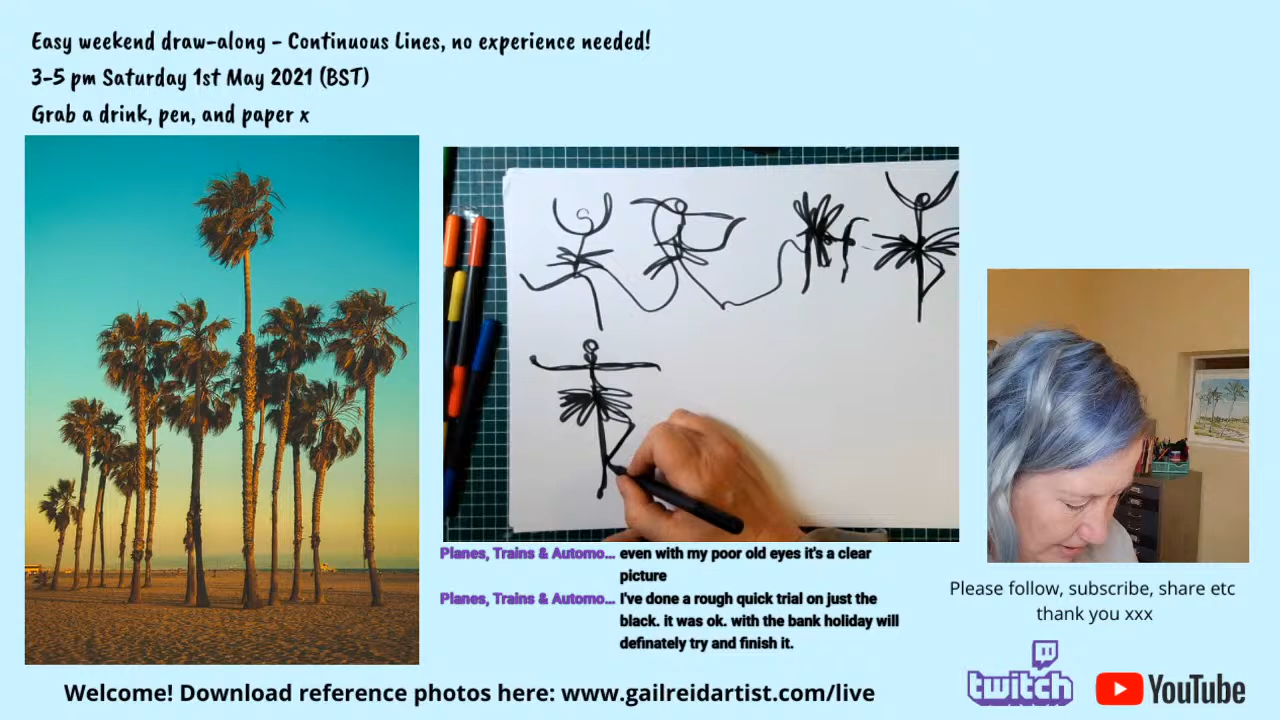 Easy weekend draw-along - Continuous Lines, no experience needed!
3-5 pm Saturday 1st May 2021 (BST)
Grab a drink, pen, and paper x
Planes, Trains & Automo... even with my poor old eyes it's a clear
picture
Planes, Trains & Automo... I've done a rough quick trial on just the
black. it was ok. with the bank holiday will
definately try and finish it.
Please follow, subscribe, share etc
thank you xxx
twitch YouTube
Welcome! Download reference photos here: www.gailreidartist.com/live